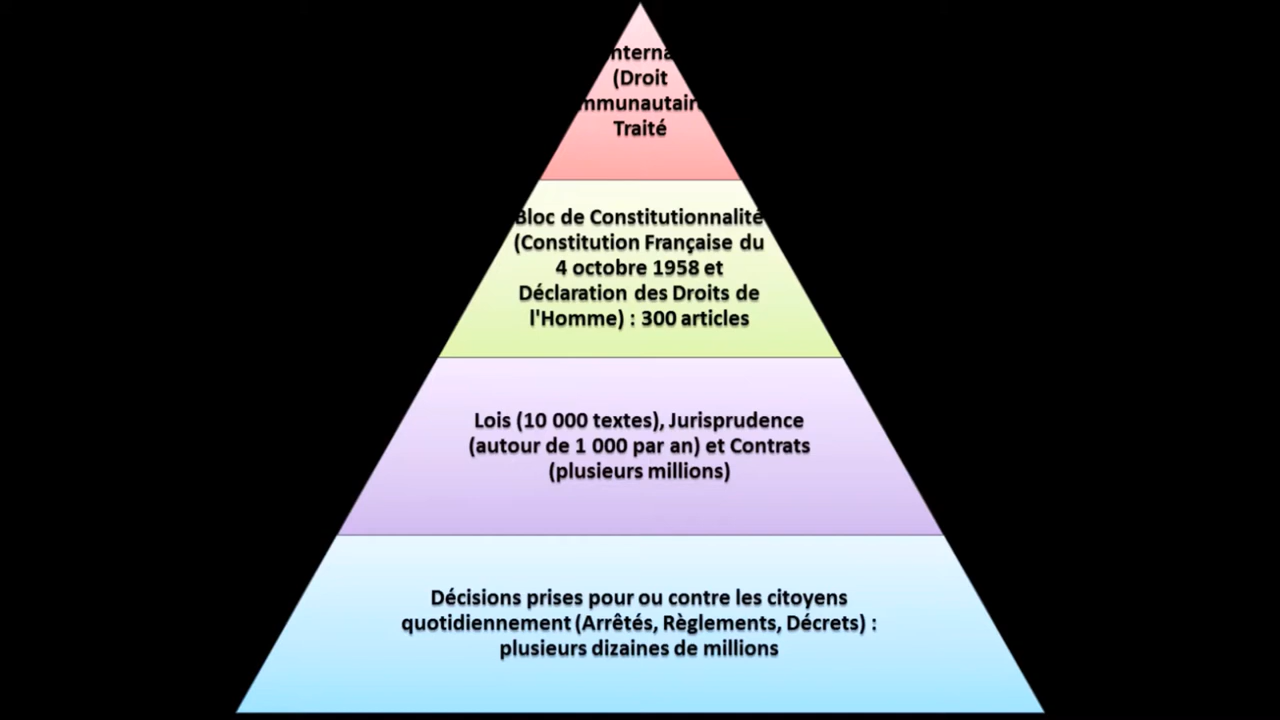 (Droit
Traité
Bloc de Constitutionnalité
(Constitution Française du
4 octobre 1958 et
Déclaration des Droits de
l'Homme) : 300 articles
Lois (10 000 textes), Jurisprudence
(autour de 1 000 par an) et Contrats
(plusieurs millions)
Décisions prises pour ou contre les citoyens
quotidiennement (Arrêtés, Règlements, Décrets) :
plusieurs dizaines de millions